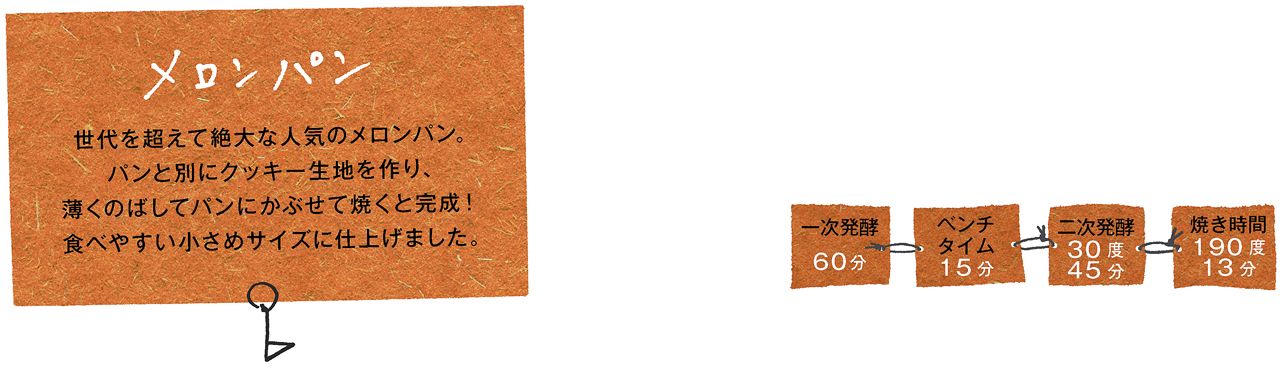 メロンパン
世代を超えて絶大な人気のメロンパン。
パンと別にクッキー生地を作り、
薄くのばしてパンにかぶせて焼くと完成！
食べやすい小さめサイズに仕上げました。
一次発酵
60分
ベンチ
タイム
15分
二次発酵
30度
45分
焼き時間
190度
13分